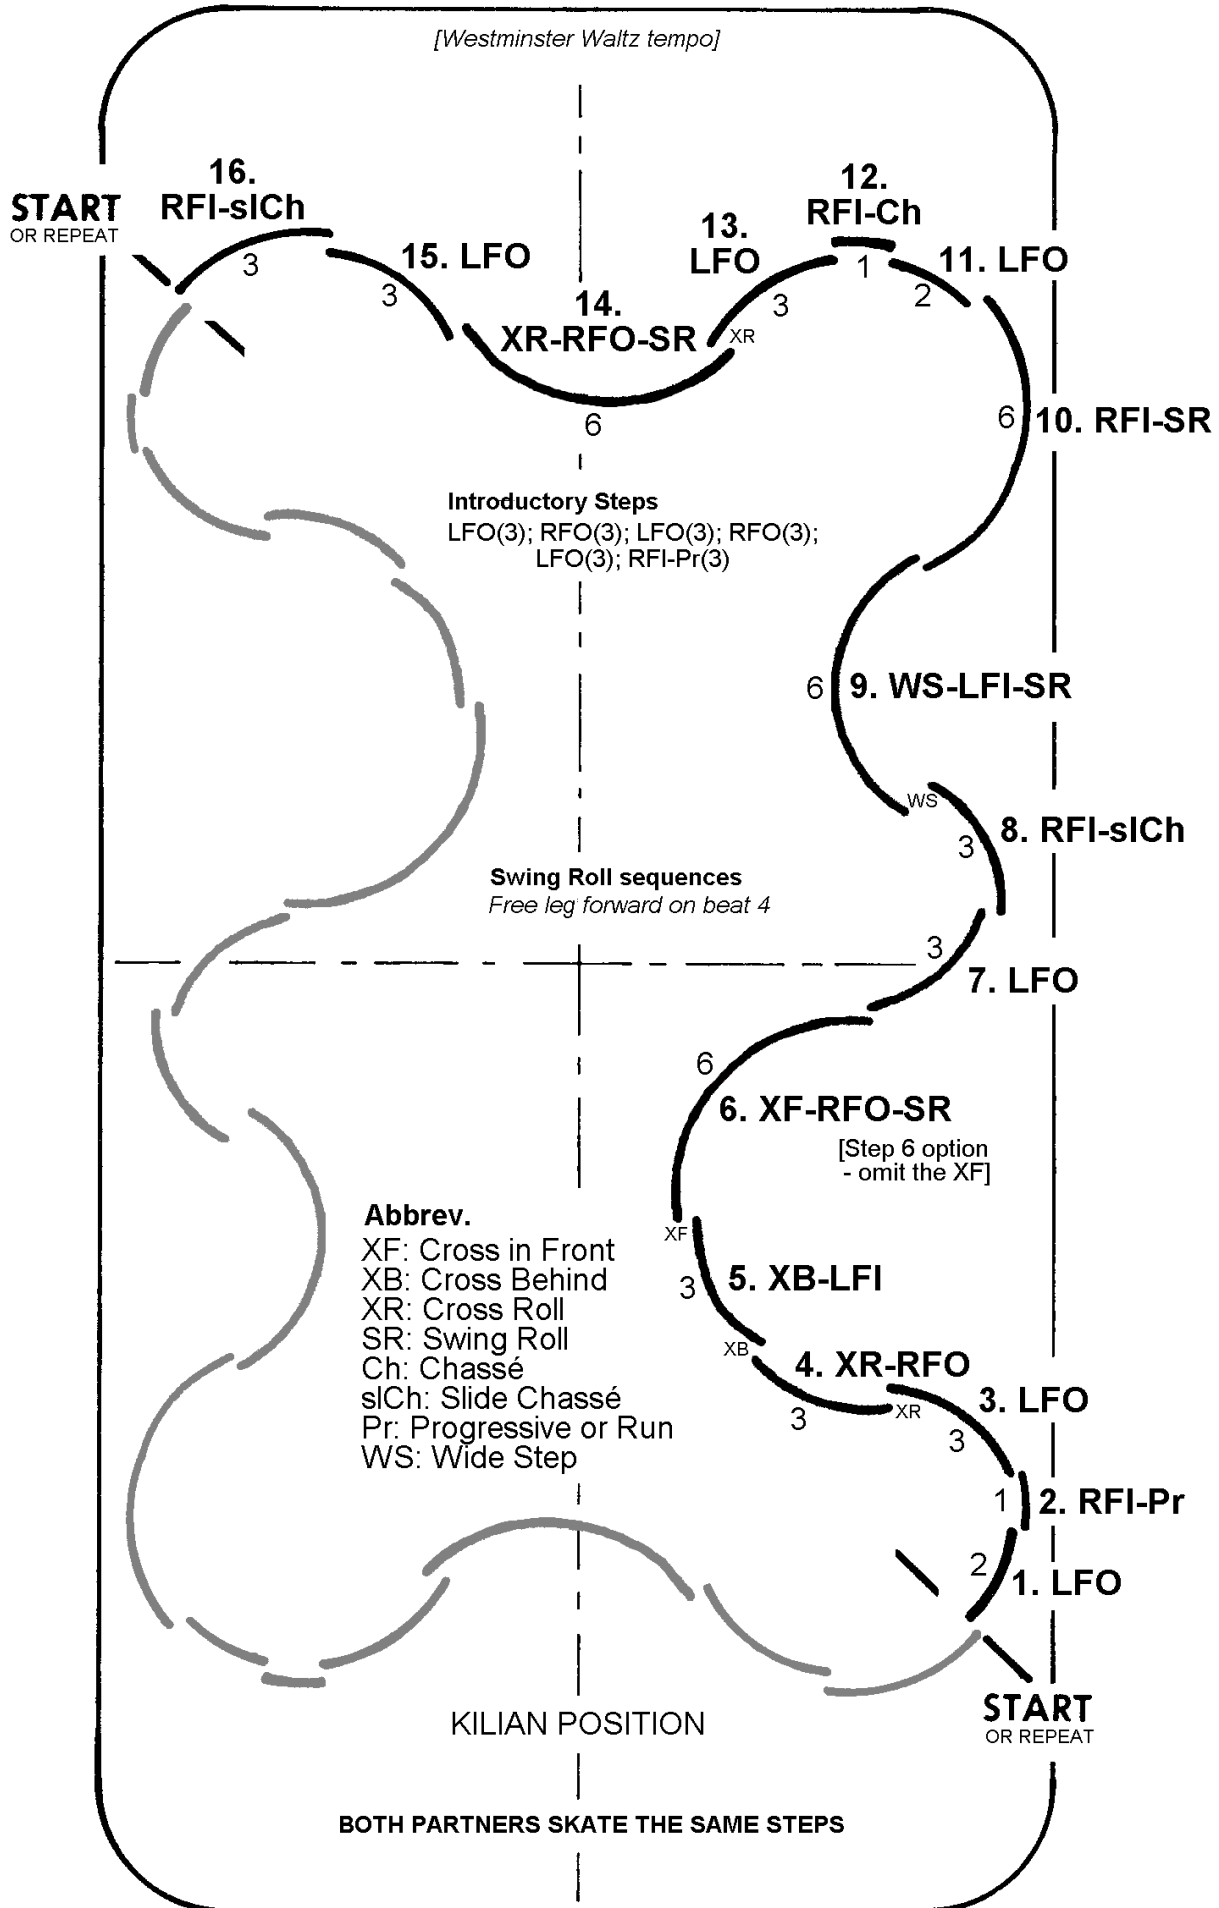 [Westminster Waltz tempo]
16.
RFI-slCh
START
OR REPEAT
3
15. LFO
3
14.
XR-RFO-SR
6
13.
LFO
3
XR
12.
RFI-Ch
1
11. LFO
2
10. RFI-SR
6
Introductory Steps
LFO(3); RFO(3); LFO(3); RFO(3);
LFO(3); RFI-Pr(3)
6
9. WS-LFI-SR
WS
8. RFI-slCh
3
Swing Roll sequences
Free leg forward on beat 4
3
7. LFO
6
6. XF-RFO-SR
[Step 6 option
- omit the XF]
XF
Abbrev.
XF: Cross in Front
XB: Cross Behind
XR: Cross Roll
SR: Swing Roll
Ch: Chassé
slCh: Slide Chassé
Pr: Progressive or Run
WS: Wide Step
3
5. XB-LFI
XB
4. XR-RFO
3
XR
3. LFO
3
1
2. RFI-Pr
2
1. LFO
START
OR REPEAT
KILIAN POSITION
BOTH PARTNERS SKATE THE SAME STEPS